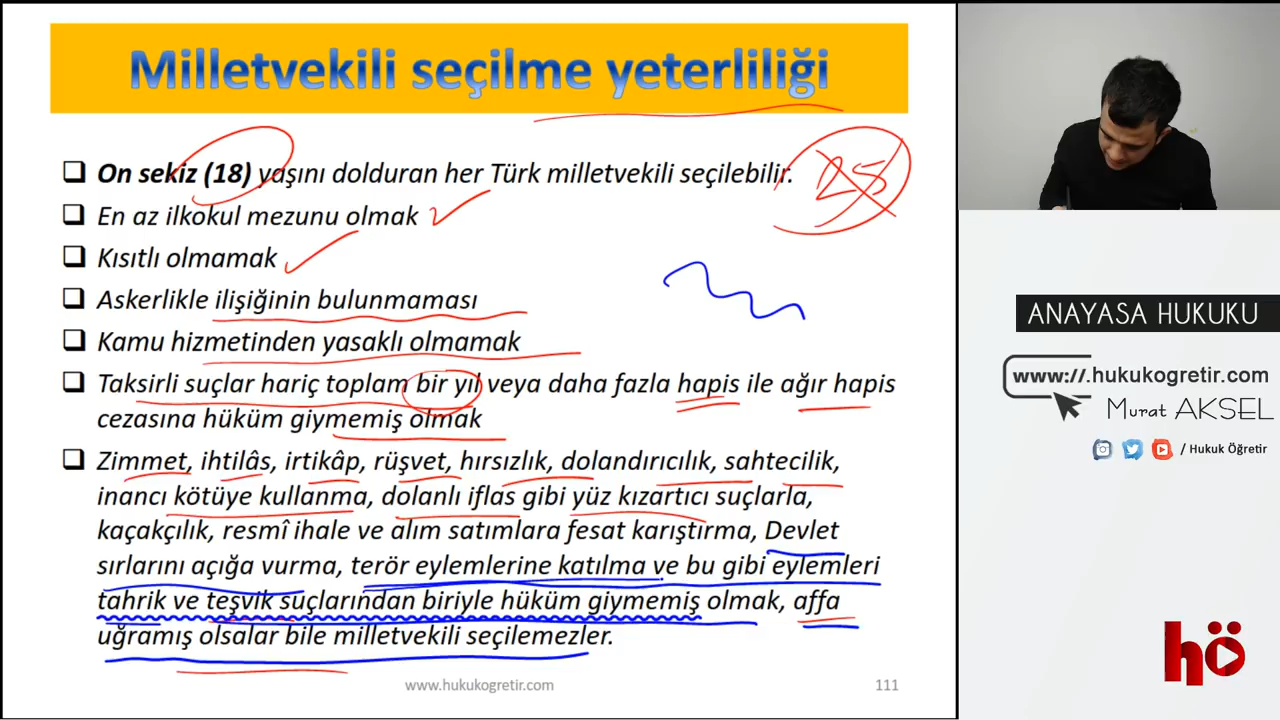 Milletvekili seçilme yeterliliği
❑ On sekiz (18) yaşını dolduran her Türk milletvekili seçilebilir.
25
❑ En az ilkokul mezunu olmak
❑ Kısıtlı olmamak
❑ Askerlikle ilişiğinin bulunmaması
❑ Kamu hizmetinden yasaklı olmamak
❑ Taksirli suçlar hariç toplam bir yıl veya daha fazla hapis ile ağır hapis
cezasına hüküm giymemiş olmak
❑ Zimmet, ihtilâs, irtikâp, rüşvet, hırsızlık, dolandırıcılık, sahtecilik,
inancı kötüye kullanma, dolanlı iflas gibi yüz kızartıcı suçlarla,
kaçakçılık, resmî ihale ve alım satımlara fesat karıştırma, Devlet
sırlarını açığa vurma, terör eylemlerine katılma ve bu gibi eylemleri
tahrik ve teşvik suçlarından biriyle hüküm giymemiş olmak, affa
uğramış olsalar bile milletvekili seçilemezler.
www.hukukogretir.com
111
ANAYASA HUKUKU
www://.hukukogretir.com
Murat AKSEL
/ Hukuk Öğretir
hö